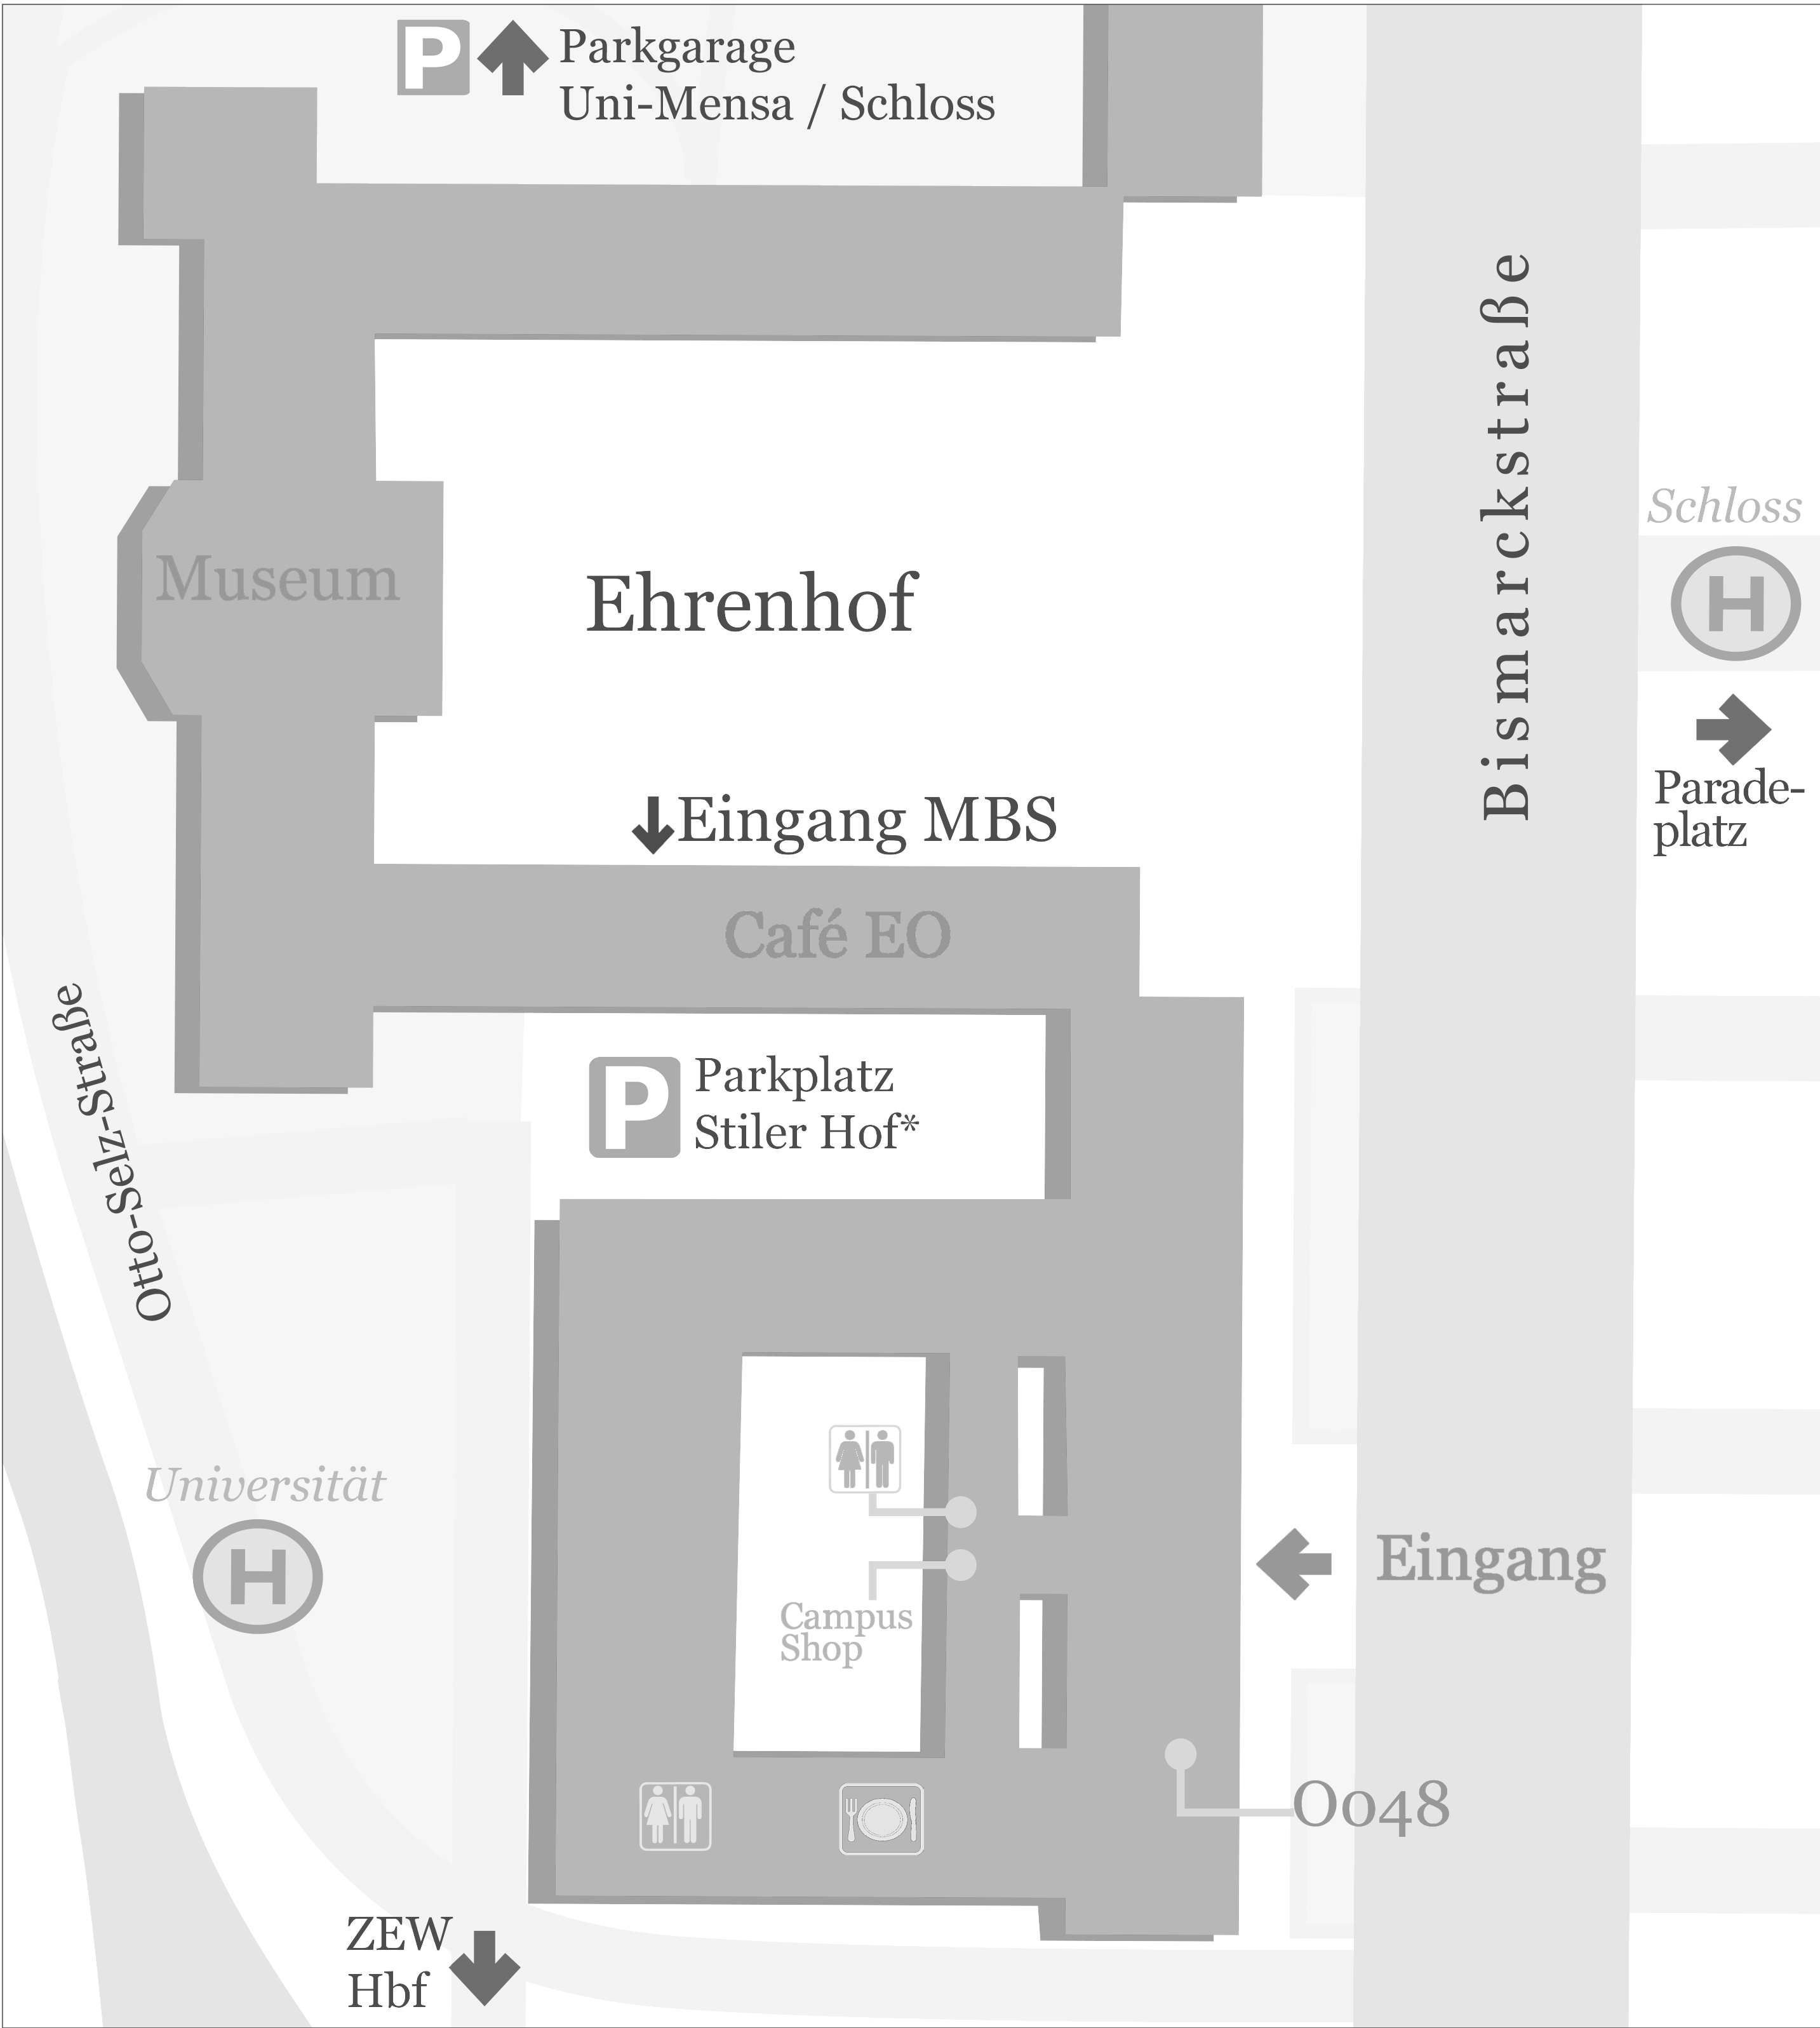 P
Parkgarage
Uni-Mensa / Schloss
Bismarckstraße
Schloss
H
Museum
Ehrenhof
Parade-
platz
Eingang MBS
Café EO
Otto-Selz-Straße
P
Parkplatz
Stiler Hof*
Universität
H
Eingang
Campus
Shop
O048
ZEW
Hbf